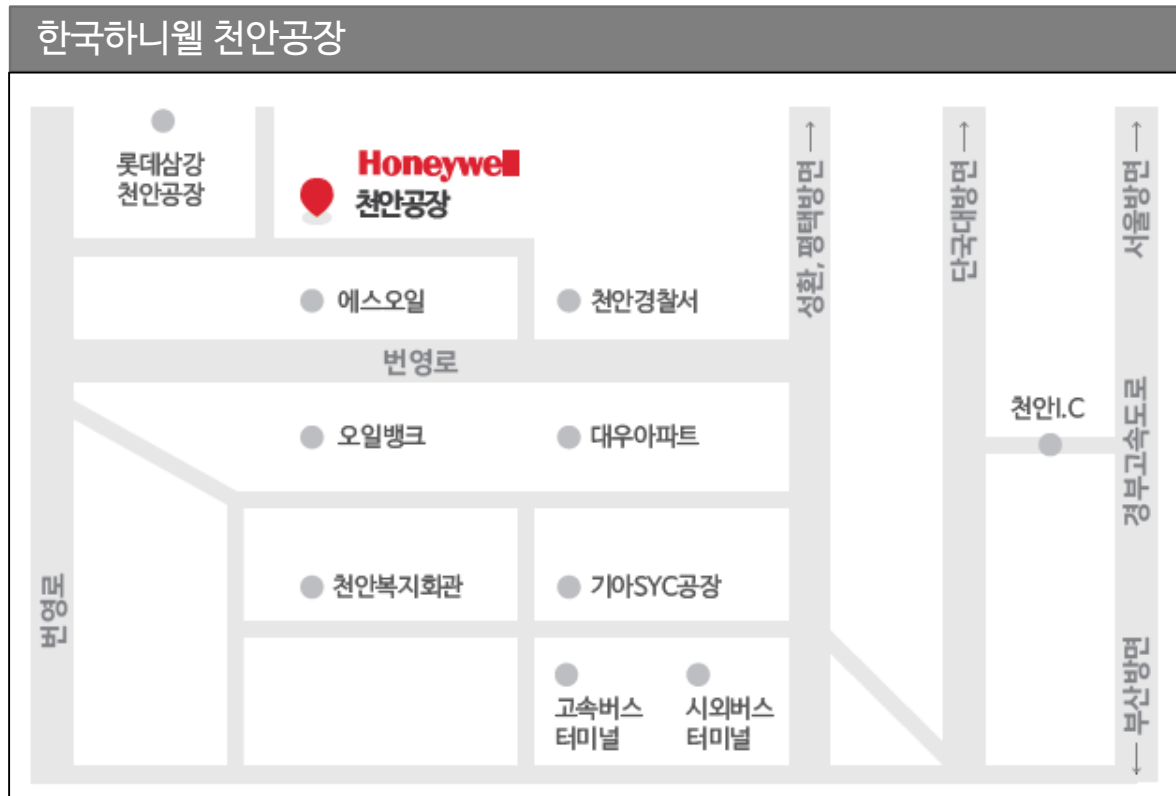 한국하니웰 천안공장
롯데삼강
천안공장
Honeywell
천안공장
성환, 평택방면 →
단국대방면 →
서울방면 →
에스오일
천안경찰서
번영로
천안I.C
오일뱅크
대우아파트
경부고속도로
번영로
천안복지회관
기아SYC공장
고속버스
터미널
시외버스
터미널
← 부산방면